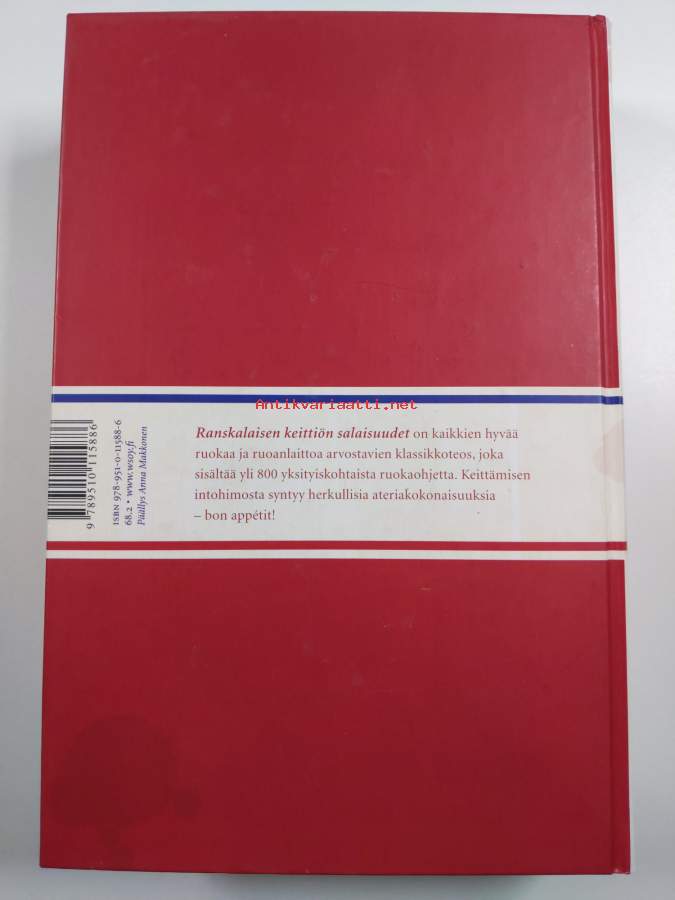 Antikvariaatti.net
Ranskalaisen keittiön salaisuudet on kaikkien hyvää
ruokaa ja ruoanlaittoa arvostavien klassikkoteos, joka
sisältää yli 800 yksityiskohtaista ruokaohjetta. Keittämisen
intohimosta syntyy herkullisia ateriakokonaisuuksia
– bon appétit!
9 789510 115886
ISBN 978-951-0-11588-6
68.2 • www.wsoy.fi
Päällys Anna Makkonen